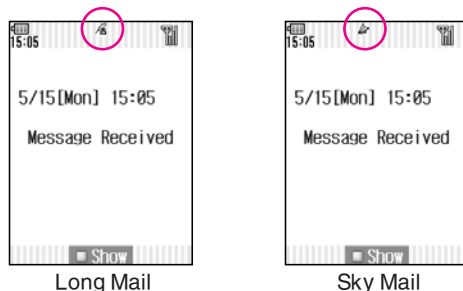 15:05
5/15[Mon] 15:05
Message Received
Show
Long Mail
15:05
5/15[Mon] 15:05
Message Received
Show
Sky Mail